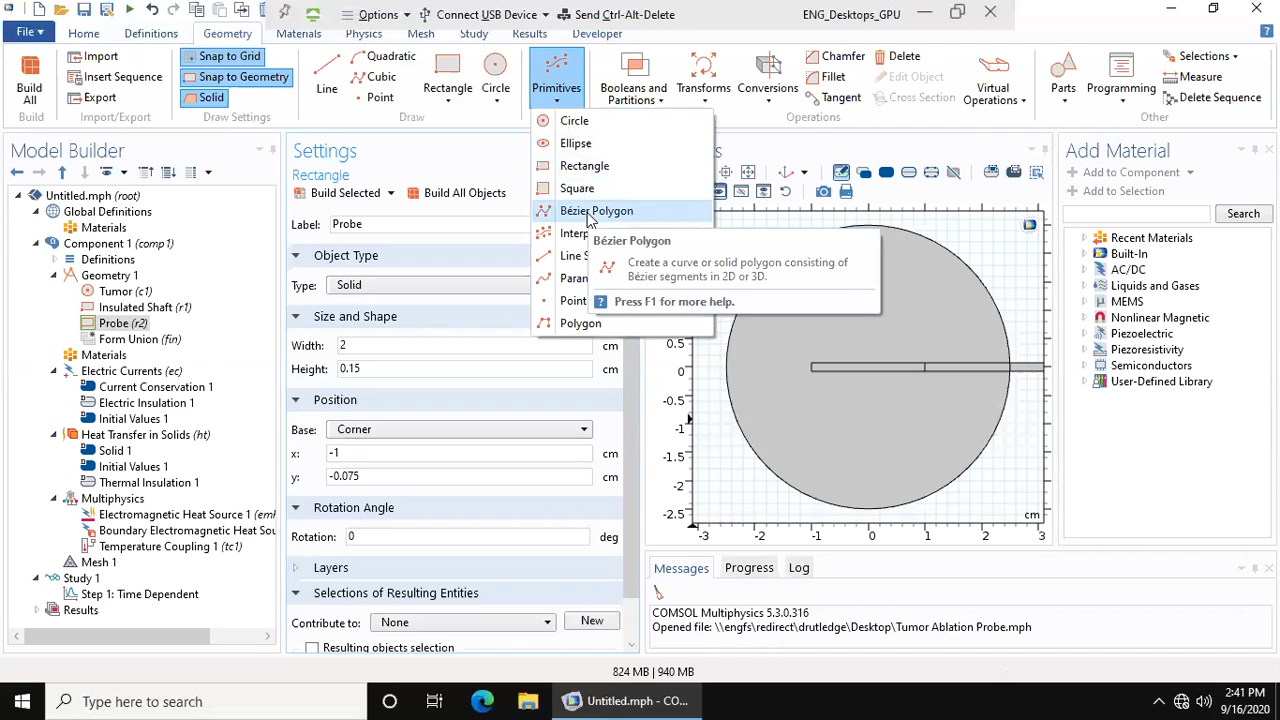 Options
Connect USB Device
Send Ctrl-Alt-Delete
ENG_Desktops_GPU
File
Home
Definitions
Geometry
Materials
Physics
Mesh
Study
Results
Developer
Build All
Build
Import
Insert Sequence
Export
Import/Export
Snap to Grid
Snap to Geometry
Solid
Draw Settings
Line
Quadratic
Cubic
Point
Rectangle
Circle
Draw
Primitives
Booleans and Partitions
Transforms
Conversions
Chamfer
Fillet
Tangent
Delete
Edit Object
Cross Section
Virtual Operations
Operations
Parts
Programming
Selections
Measure
Delete Sequence
Other
Circle
Ellipse
Rectangle
Square
Bézier Polygon
Interp
Line S
Paran
Point
Polygon
Bézier Polygon
Create a curve or solid polygon consisting of
Bézier segments in 2D or 3D.
Press F1 for more help.
Model Builder
Untitled.mph (root)
Global Definitions
Materials
Component 1 (comp1)
Definitions
Geometry 1
Tumor (c1)
Insulated Shaft (r1)
Probe (r2)
Form Union (fin)
Materials
Electric Currents (ec)
Current Conservation 1
Electric Insulation 1
Initial Values 1
Heat Transfer in Solids (ht)
Solid 1
Initial Values 1
Thermal Insulation 1
Multiphysics
Electromagnetic Heat Source 1 (emh
Boundary Electromagnetic Heat Sou
Temperature Coupling 1 (tc1)
Mesh 1
Study 1
Step 1: Time Dependent
Results
Settings
Rectangle
Build Selected
Build All Objects
Label: Probe
Object Type
Type: Solid
Size and Shape
Width: 2 cm
Height: 0.15 cm
Position
Base: Corner
x: -1 cm
y: -0.075 cm
Rotation Angle
Rotation: 0 deg
Layers
Selections of Resulting Entities
Contribute to: None New
Resulting objects selection
0.5
0
-0.5
-1
-1.5
-2
-2.5
cm
-3 -2 -1 0 1 2 3
Messages
Progress
Log
COMSOL Multiphysics 5.3.0.316
Opened file: \\engfs\redirect\drutledge\Desktop\Tumor Ablation Probe.mph
Add Material
Add to Component
Add to Selection
Search
Recent Materials
Built-In
AC/DC
Liquids and Gases
MEMS
Nonlinear Magnetic
Piezoelectric
Piezoresistivity
Semiconductors
User-Defined Library
824 MB | 940 MB
Type here to search
Untitled.mph - CO...
2:41 PM
9/16/2020